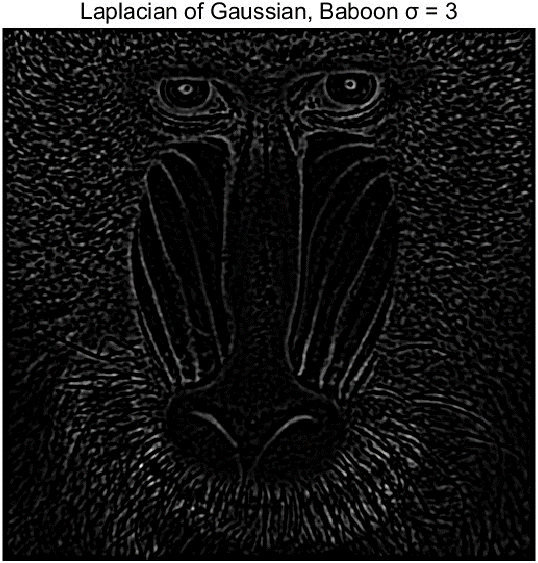 Laplacian of Gaussian, Baboon σ = 3